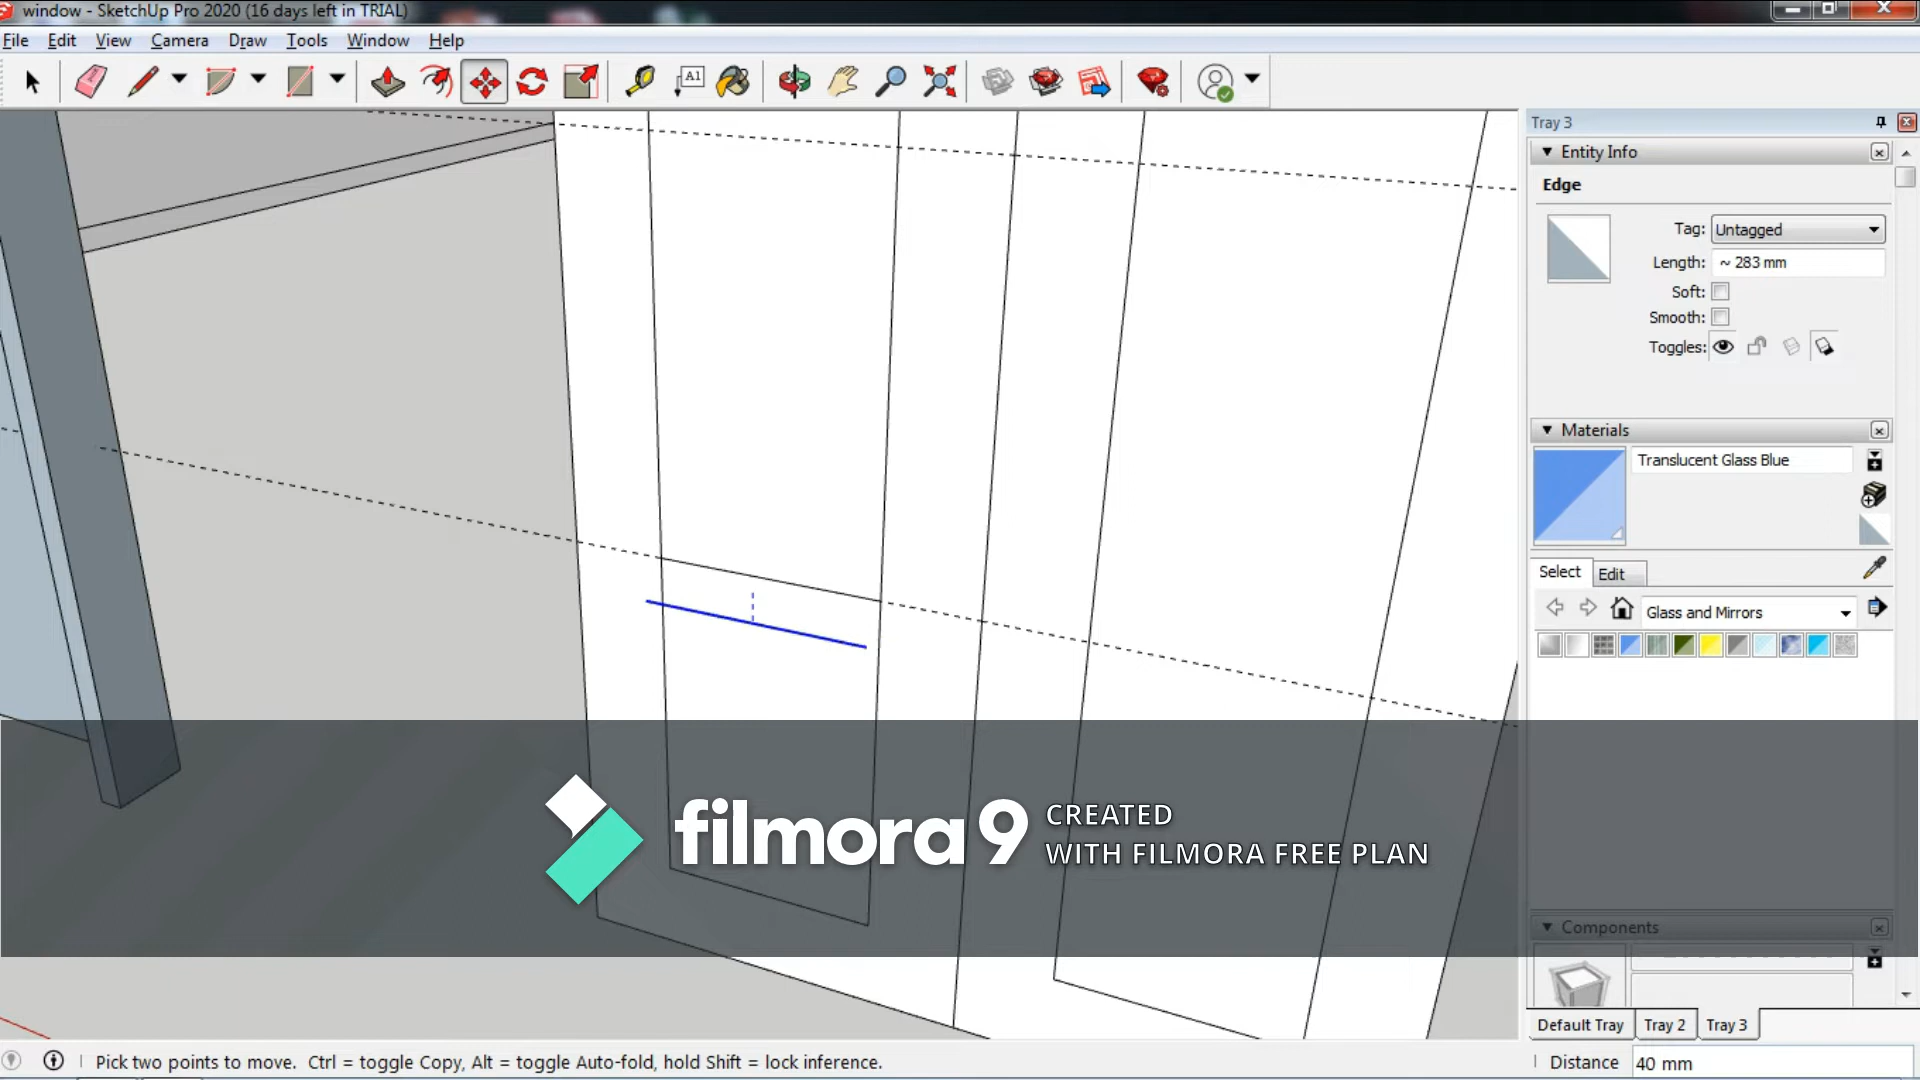 window - SketchUp Pro 2020 (16 days left in TRIAL)
File Edit View Camera Draw Tools Window Help
A1
Tray 3
Entity Info
Edge
Tag: Untagged
Length: ~ 283 mm
Soft:
Smooth:
Toggles:
Materials
Translucent Glass Blue
Select Edit
Glass and Mirrors
filmora9 CREATED
WITH FILMORA FREE PLAN
Components
Default Tray Tray 2 Tray 3
Pick two points to move. Ctrl = toggle Copy, Alt = toggle Auto-fold, hold Shift = lock inference.
Distance 40 mm